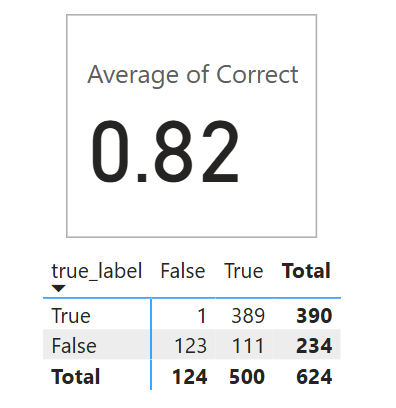 Average of Correct
0.82
true_label False True Total
True 1 389 390
False 123 111 234
Total 124 500 624